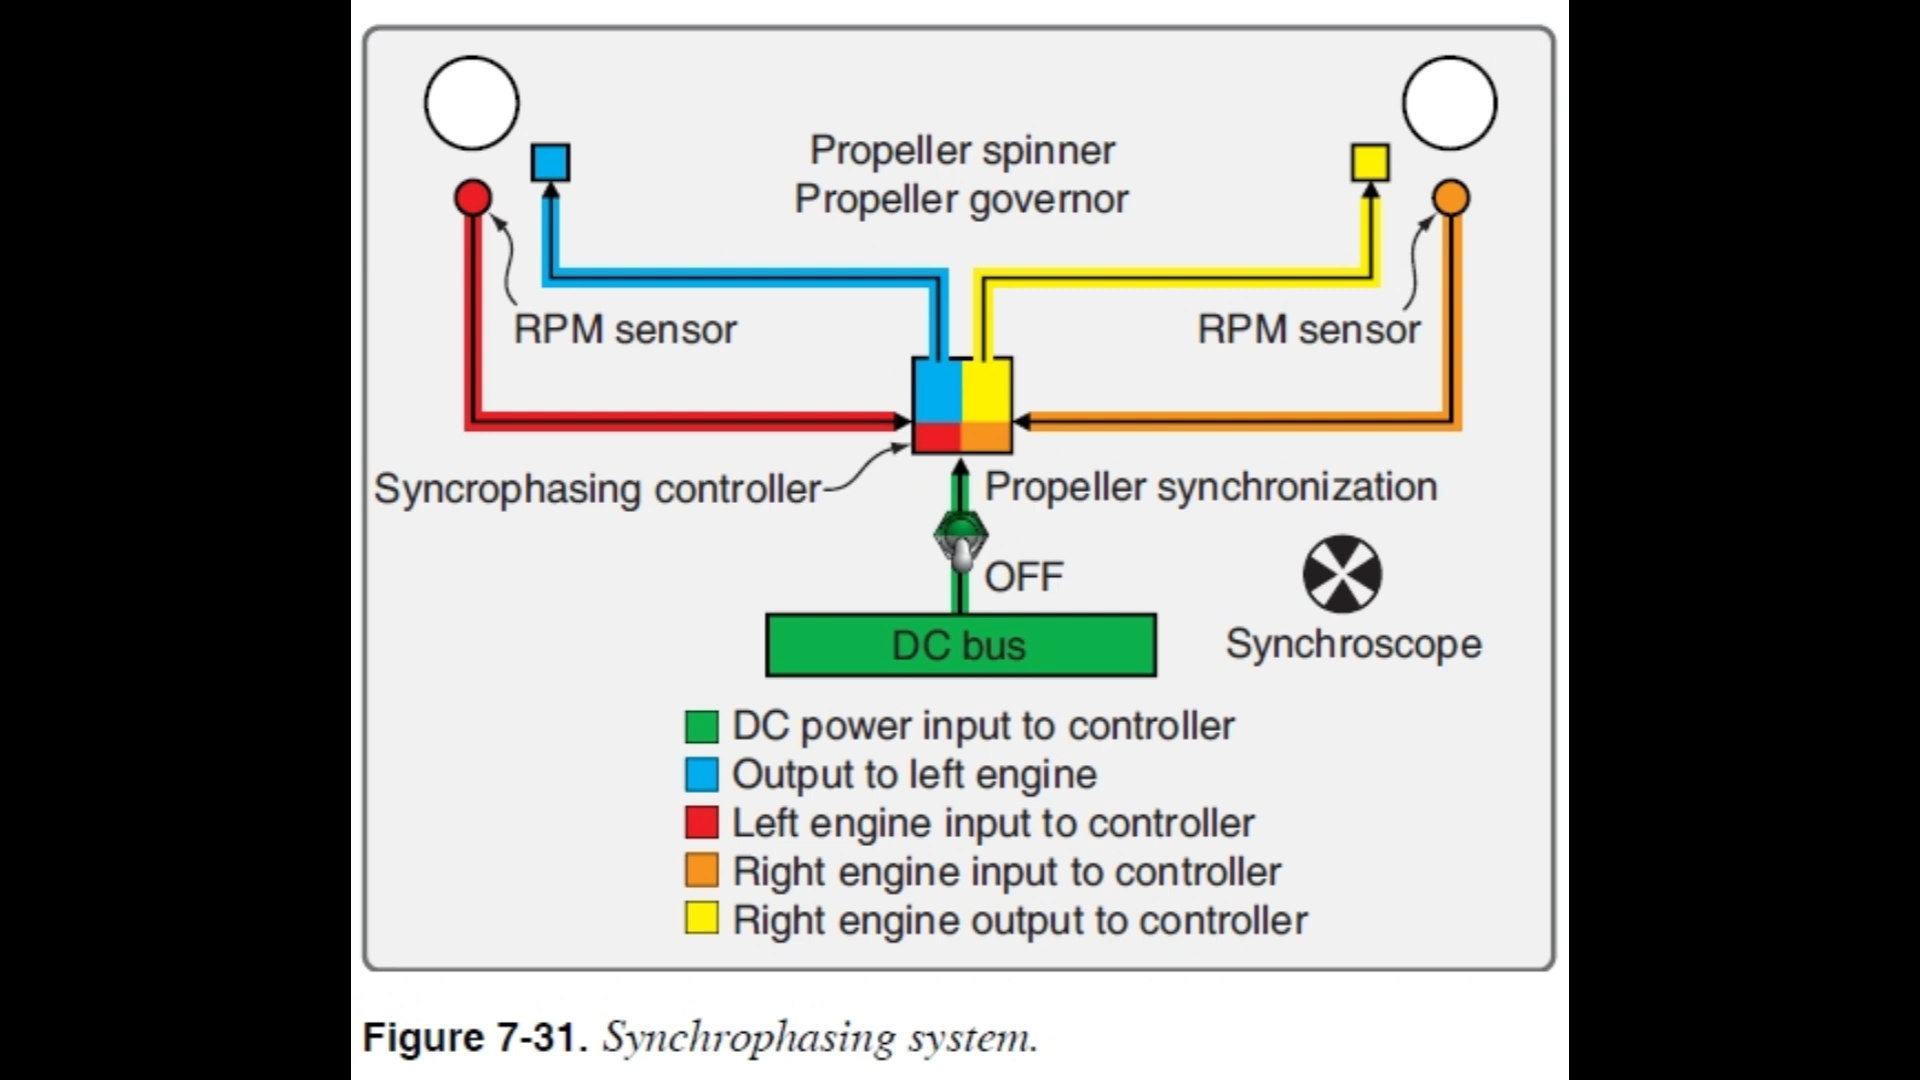 Propeller spinner
Propeller governor
RPM sensor
RPM sensor
Syncrophasing controller
Propeller synchronization
OFF
DC bus
Synchroscope
DC power input to controller
Output to left engine
Left engine input to controller
Right engine input to controller
Right engine output to controller
Figure 7-31. Synchrophasing system.